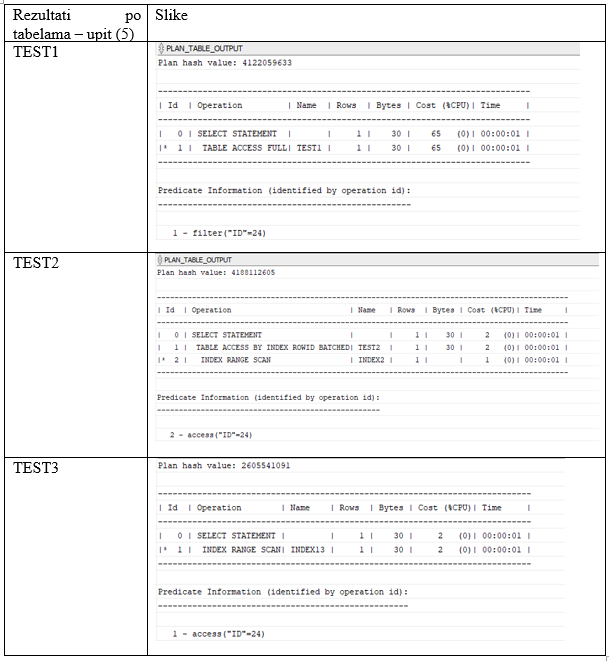 Rezultati po
tabelama – upit (5)
Slike
TEST1
PLAN_TABLE_OUTPUT
Plan hash value: 4122059633
--------------------------------------------------------------------------
| Id | Operation | Name | Rows | Bytes | Cost (%CPU)| Time |
--------------------------------------------------------------------------
| 0 | SELECT STATEMENT | | 1 | 30 | 65 (0)| 00:00:01 |
|* 1 | TABLE ACCESS FULL| TEST1 | 1 | 30 | 65 (0)| 00:00:01 |
--------------------------------------------------------------------------
Predicate Information (identified by operation id):
---------------------------------------------------
1 - filter("ID"=24)
TEST2
PLAN_TABLE_OUTPUT
Plan hash value: 4188112605
----------------------------------------------------------------------------------------------
| Id | Operation | Name | Rows | Bytes | Cost (%CPU)| Time |
----------------------------------------------------------------------------------------------
| 0 | SELECT STATEMENT | | 1 | 30 | 2 (0)| 00:00:01 |
| 1 | TABLE ACCESS BY INDEX ROWID BATCHED| TEST2 | 1 | 30 | 2 (0)| 00:00:01 |
|* 2 | INDEX RANGE SCAN | INDEX2 | 1 | | 1 (0)| 00:00:01 |
----------------------------------------------------------------------------------------------
Predicate Information (identified by operation id):
---------------------------------------------------
2 - access("ID"=24)
TEST3
Plan hash value: 2605541091
--------------------------------------------------------------------------
| Id | Operation | Name | Rows | Bytes | Cost (%CPU)| Time |
--------------------------------------------------------------------------
| 0 | SELECT STATEMENT | | 1 | 30 | 2 (0)| 00:00:01 |
|* 1 | INDEX RANGE SCAN| INDEX13 | 1 | 30 | 2 (0)| 00:00:01 |
--------------------------------------------------------------------------
Predicate Information (identified by operation id):
---------------------------------------------------
1 - access("ID"=24)